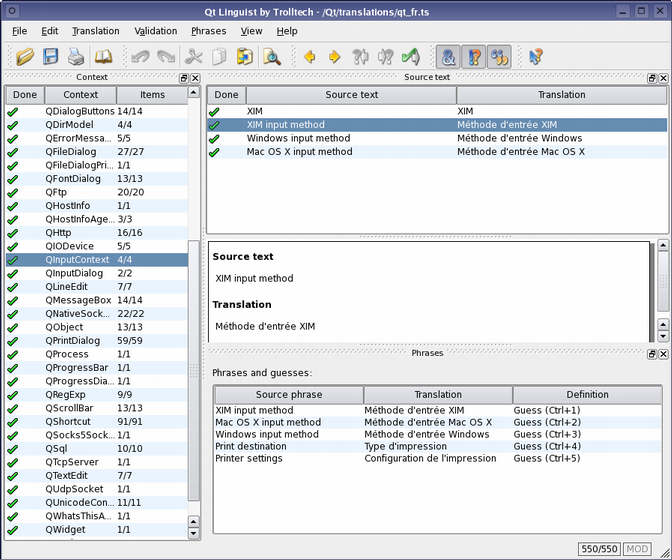 Qt Linguist by Trolltech - /Qt/translations/qt_fr.ts
File Edit Translation Validation Phrases View Help
Context
Done Context Items
QDialogButtons 14/14
QDirModel 4/4
QErrorMessa... 5/5
QFileDialog 27/27
QFileDialogPri... 1/1
QFontDialog 13/13
QFtp 20/20
QHostInfo 1/1
QHostInfoAge... 3/3
QHttp 16/16
QIODevice 5/5
QInputContext 4/4
QInputDialog 2/2
QLineEdit 7/7
QMessageBox 14/14
QNativeSock... 22/22
QObject 13/13
QPrintDialog 59/59
QProcess 1/1
QProgressBar 1/1
QProgressDia... 1/1
QRegExp 9/9
QScrollBar 13/13
QShortcut 91/91
QSocks5Sock... 1/1
QSql 10/10
QTcpServer 1/1
QTextEdit 7/7
QUdpSocket 1/1
QUnicodeCon... 11/11
QWhatsThisA... 1/1
QWidget 1/1
Source text
Done Source text Translation
XIM XIM
XIM input method Méthode d'entrée XIM
Windows input method Méthode d'entrée Windows
Mac OS X input method Méthode d'entrée Mac OS X
Source text
XIM input method
Translation
Méthode d'entrée XIM
Phrases
Phrases and guesses:
Source phrase Translation Definition
XIM input method Méthode d'entrée XIM Guess (Ctrl+1)
Mac OS X input method Méthode d'entrée Mac OS X Guess (Ctrl+2)
Windows input method Méthode d'entrée Windows Guess (Ctrl+3)
Print destination Type d'impression Guess (Ctrl+4)
Printer settings Configuration de l'impression Guess (Ctrl+5)
550/550 MOD